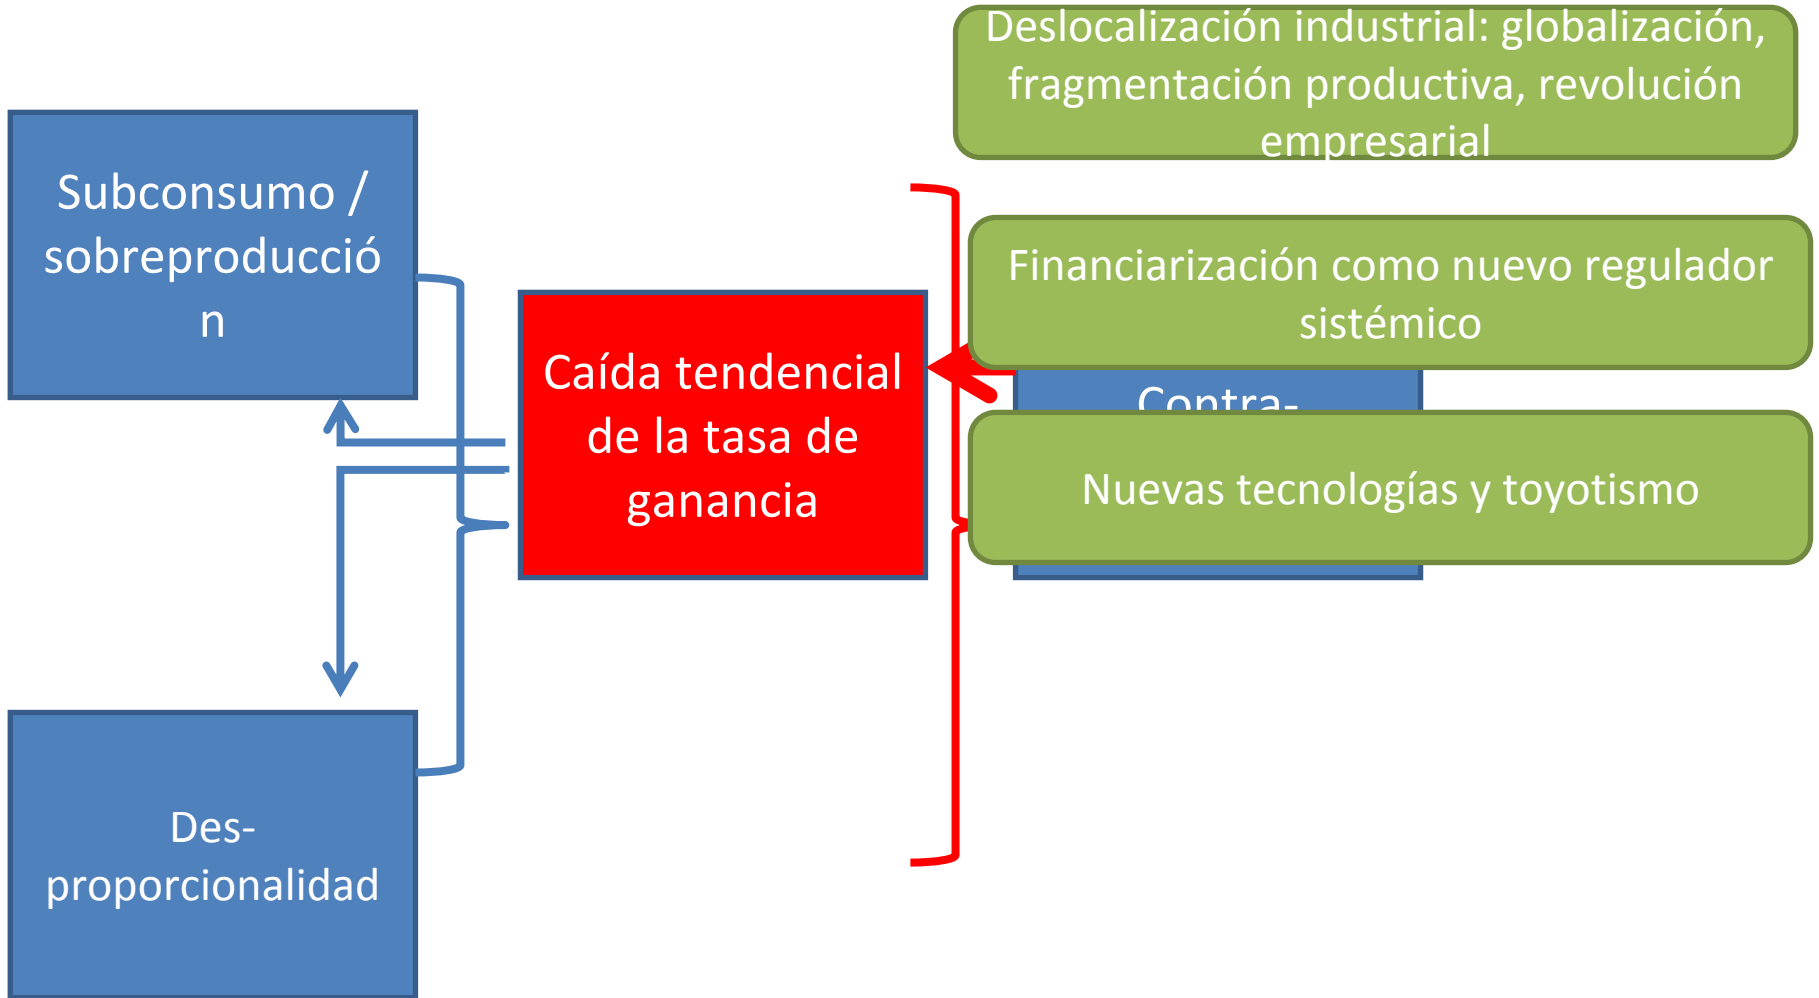 Deslocalización industrial: globalización,
fragmentación productiva, revolución
empresarial
Subconsumo /
sobreproducció
n
Financiarización como nuevo regulador
sistémico
Caída tendencial
de la tasa de
ganancia
Contra-
Nuevas tecnologías y toyotismo
Des-
proporcionalidad